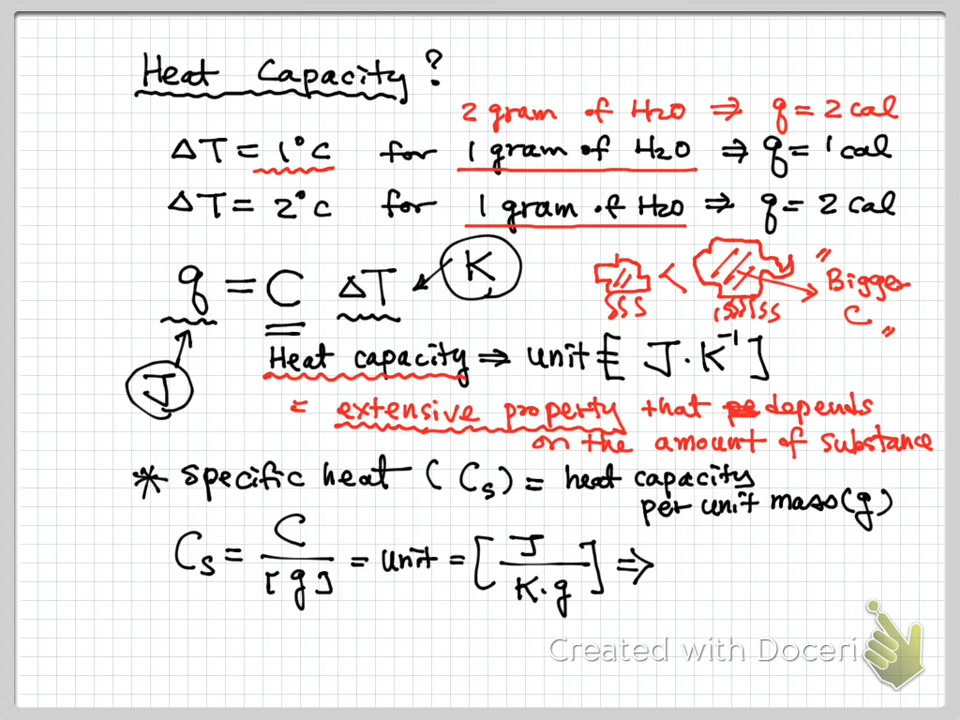 Heat Capacity?
2 gram of H2O ⇒ q = 2 cal
ΔT = 1°C for 1 gram of H2O ⇒ q = 1 cal
ΔT = 2°C for 1 gram of H2O ⇒ q = 2 cal
q = C ΔT
K
J
< "Bigger
C"
Heat capacity ⇒ unit = [J·K⁻¹]
= extensive property that depends
on the amount of substance
* specific heat (Cs) = heat capacity
per unit mass (g)
Cs = C / [g] = unit = [J / K·g] ⇒
Created with Doceri